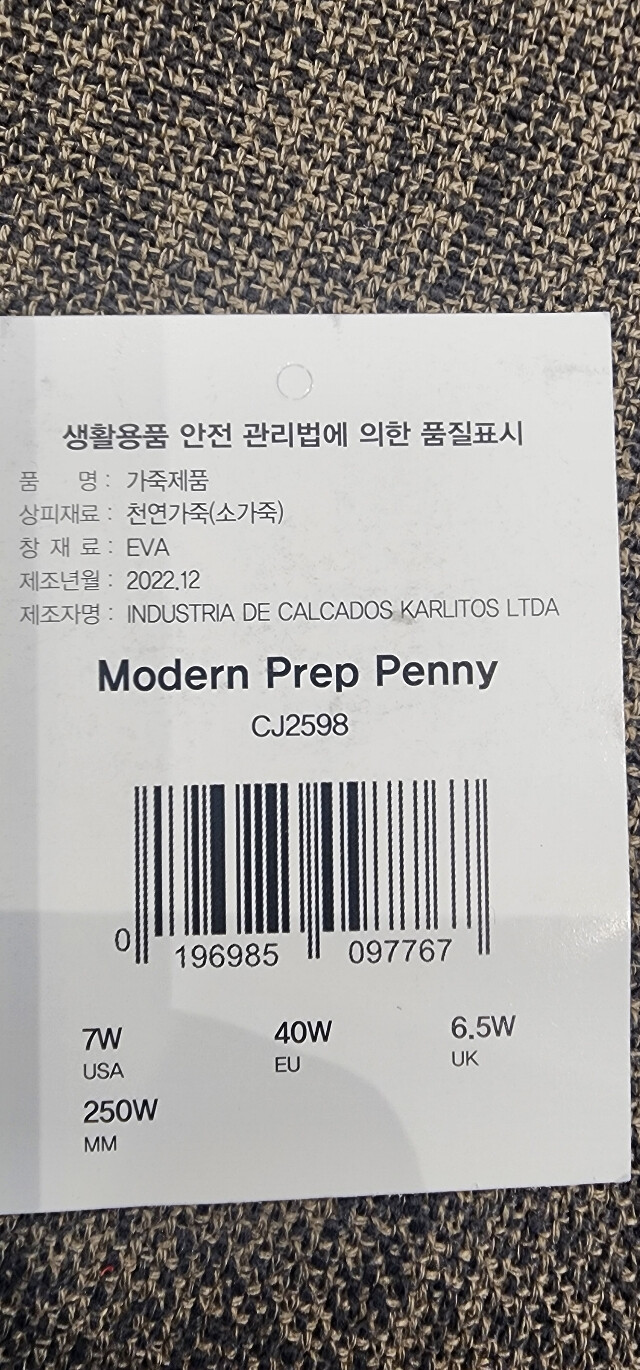 생활용품 안전 관리법에 의한 품질표시
품 명 : 가죽제품
상피재료 : 천연가죽(소가죽)
창 재 료 : EVA
제조년월 : 2022.12
제조자명 : INDUSTRIA DE CALCADOS KARLITOS LTDA
Modern Prep Penny
CJ2598
0 196985 097767
7W 40W 6.5W
USA EU UK
250W
MM